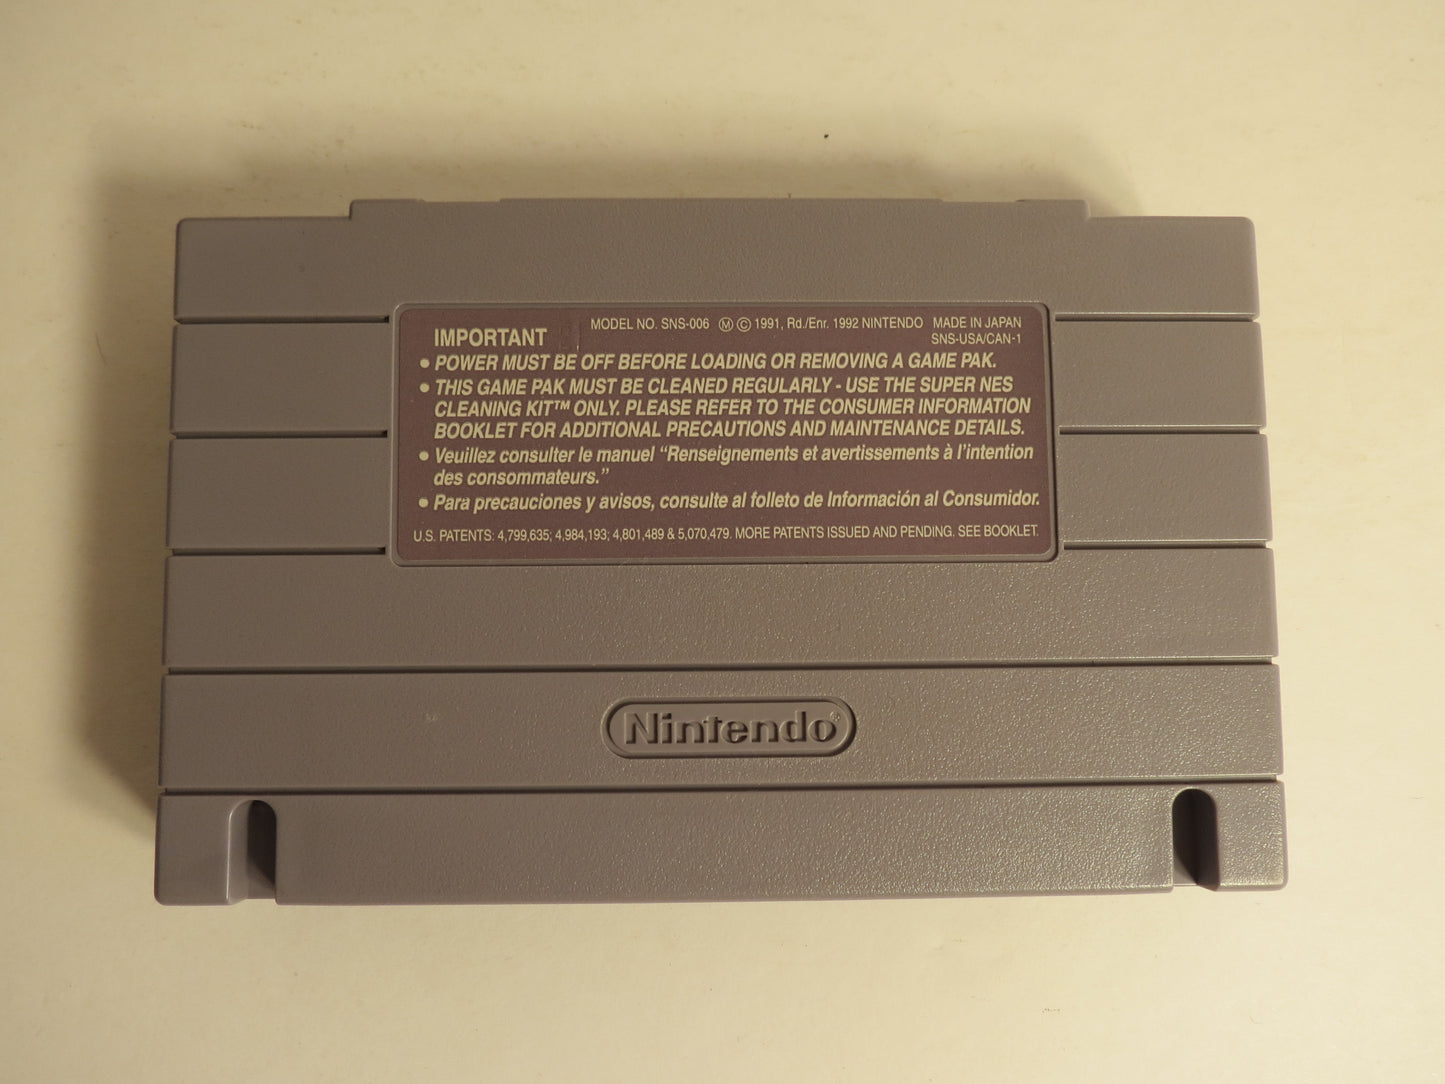 IMPORTANT MODEL NO. SNS-006 Ⓜ © 1991, Rd./Enr. 1992 NINTENDO MADE IN JAPAN
SNS-USA/CAN-1
• POWER MUST BE OFF BEFORE LOADING OR REMOVING A GAME PAK.
• THIS GAME PAK MUST BE CLEANED REGULARLY - USE THE SUPER NES
CLEANING KIT™ ONLY. PLEASE REFER TO THE CONSUMER INFORMATION
BOOKLET FOR ADDITIONAL PRECAUTIONS AND MAINTENANCE DETAILS.
• Veuillez consulter le manuel “Renseignements et avertissements à l’intention
des consommateurs.”
• Para precauciones y avisos, consulte al folleto de Información al Consumidor.
U.S. PATENTS: 4,799,635; 4,984,193; 4,801,489 & 5,070,479. MORE PATENTS ISSUED AND PENDING. SEE BOOKLET.
Nintendo®